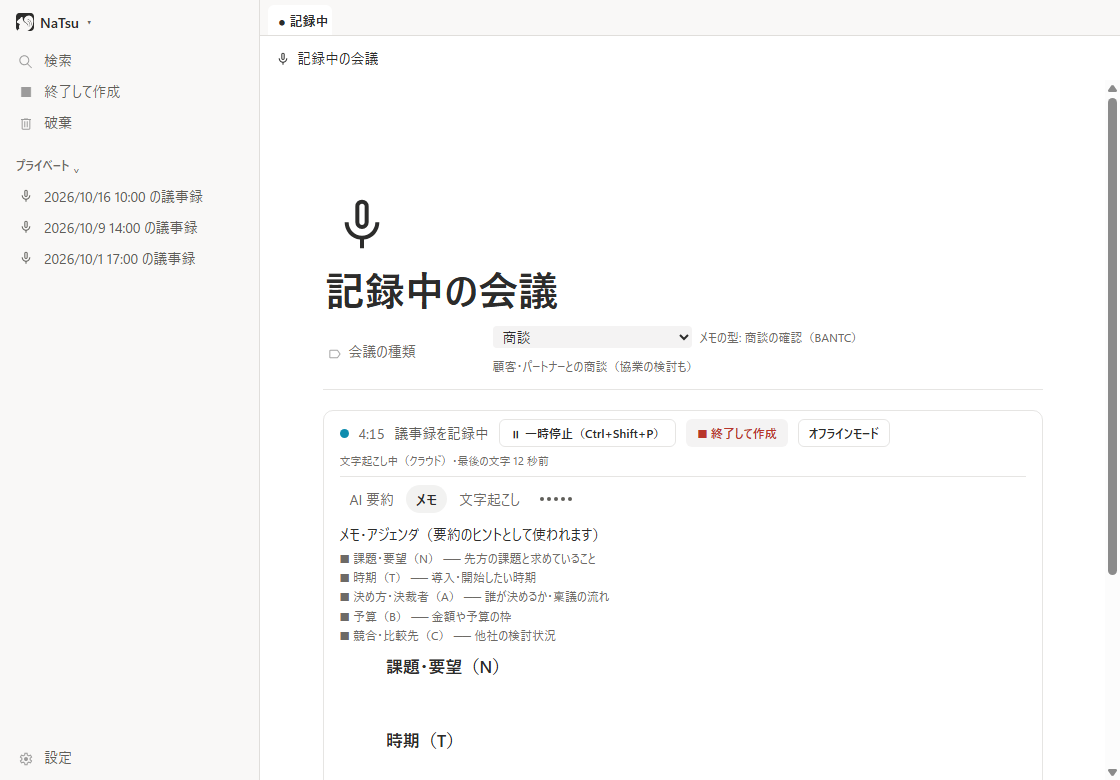 NaTsu
検索
終了して作成
破棄
プライベート
2026/10/16 10:00 の議事録
2026/10/9 14:00 の議事録
2026/10/1 17:00 の議事録
設定
● 記録中
記録中の会議
記録中の会議
会議の種類
商談
メモの型: 商談の確認（BANTC）
顧客・パートナーとの商談（協業の検討も）
4:15 議事録を記録中
⏸ 一時停止（Ctrl+Shift+P）
■ 終了して作成
オフラインモード
文字起こし中（クラウド）・最後の文字 12 秒前
AI 要約 メモ 文字起こし
メモ・アジェンダ（要約のヒントとして使われます）
■ 課題・要望（N） ── 先方の課題と求めていること
■ 時期（T） ── 導入・開始したい時期
■ 決め方・決裁者（A） ── 誰が決めるか・稟議の流れ
■ 予算（B） ── 金額や予算の枠
■ 競合・比較先（C） ── 他社の検討状況
課題・要望（N）
時期（T）